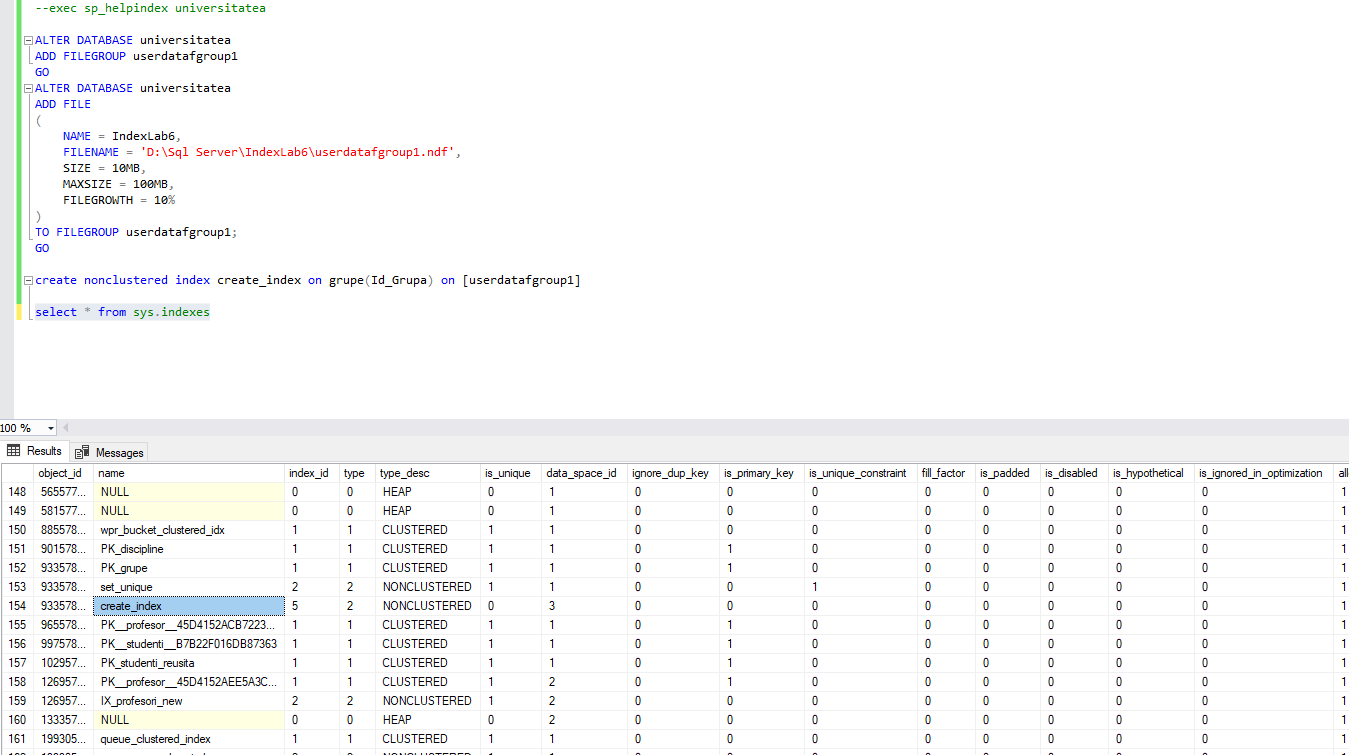 --exec sp_helpindex universitatea
ALTER DATABASE universitatea
ADD FILEGROUP userdatafgroup1
GO
ALTER DATABASE universitatea
ADD FILE
(
NAME = IndexLab6,
FILENAME = 'D:\Sql Server\IndexLab6\userdatafgroup1.ndf',
SIZE = 10MB,
MAXSIZE = 100MB,
FILEGROWTH = 10%
)
TO FILEGROUP userdatafgroup1;
GO
create nonclustered index create_index on grupe(Id_Grupa) on [userdatafgroup1]
select * from sys.indexes
100 %
Results Messages
object_id name index_id type type_desc is_unique data_space_id ignore_dup_key is_primary_key is_unique_constraint fill_factor is_padded is_disabled is_hypothetical is_ignored_in_optimization all
148 565577... NULL 0 0 HEAP 0 1 0 0 0 0 0 0 0 0 1
149 581577... NULL 0 0 HEAP 0 1 0 0 0 0 0 0 0 0 1
150 885578... wpr_bucket_clustered_idx 1 1 CLUSTERED 1 1 0 0 0 0 0 0 0 0 1
151 901578... PK_discipline 1 1 CLUSTERED 1 1 0 1 0 0 0 0 0 0 1
152 933578... PK_grupe 1 1 CLUSTERED 1 1 0 1 0 0 0 0 0 0 1
153 933578... set_unique 2 2 NONCLUSTERED 1 1 0 0 1 0 0 0 0 0 1
154 933578... create_index 5 2 NONCLUSTERED 0 3 0 0 0 0 0 0 0 0 1
155 965578... PK__profesor__45D4152ACB7223... 1 1 CLUSTERED 1 1 0 1 0 0 0 0 0 0 1
156 997578... PK__studenti__B7B22F016DB87363 1 1 CLUSTERED 1 1 0 1 0 0 0 0 0 0 1
157 102957... PK_studenti_reusita 1 1 CLUSTERED 1 1 0 1 0 0 0 0 0 0 1
158 126957... PK__profesor__45D4152AEE5A3C... 1 1 CLUSTERED 1 2 0 1 0 0 0 0 0 0 1
159 126957... IX_profesori_new 2 2 NONCLUSTERED 1 2 0 0 0 0 0 0 0 0 1
160 133357... NULL 0 0 HEAP 0 2 0 0 0 0 0 0 0 0 1
161 199305... queue_clustered_index 1 1 CLUSTERED 1 1 0 0 0 0 0 0 0 0 1